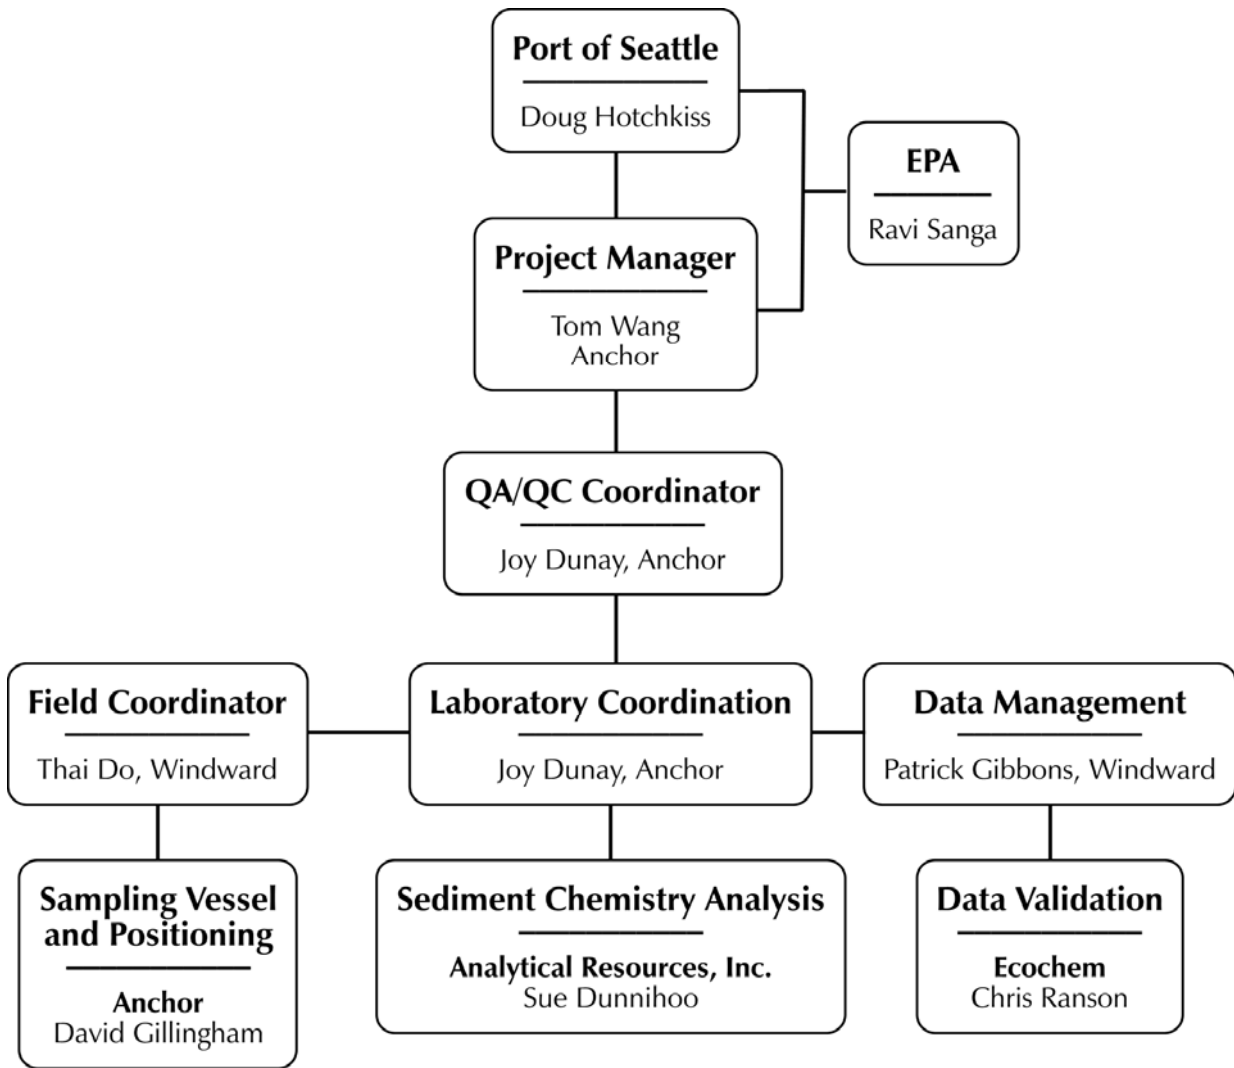 Port of Seattle
Doug Hotchkiss
EPA
Ravi Sanga
Project Manager
Tom Wang
Anchor
QA/QC Coordinator
Joy Dunay, Anchor
Field Coordinator
Thai Do, Windward
Laboratory Coordination
Joy Dunay, Anchor
Data Management
Patrick Gibbons, Windward
Sampling Vessel
and Positioning
Anchor
David Gillingham
Sediment Chemistry Analysis
Analytical Resources, Inc.
Sue Dunnihoo
Data Validation
Ecochem
Chris Ranson